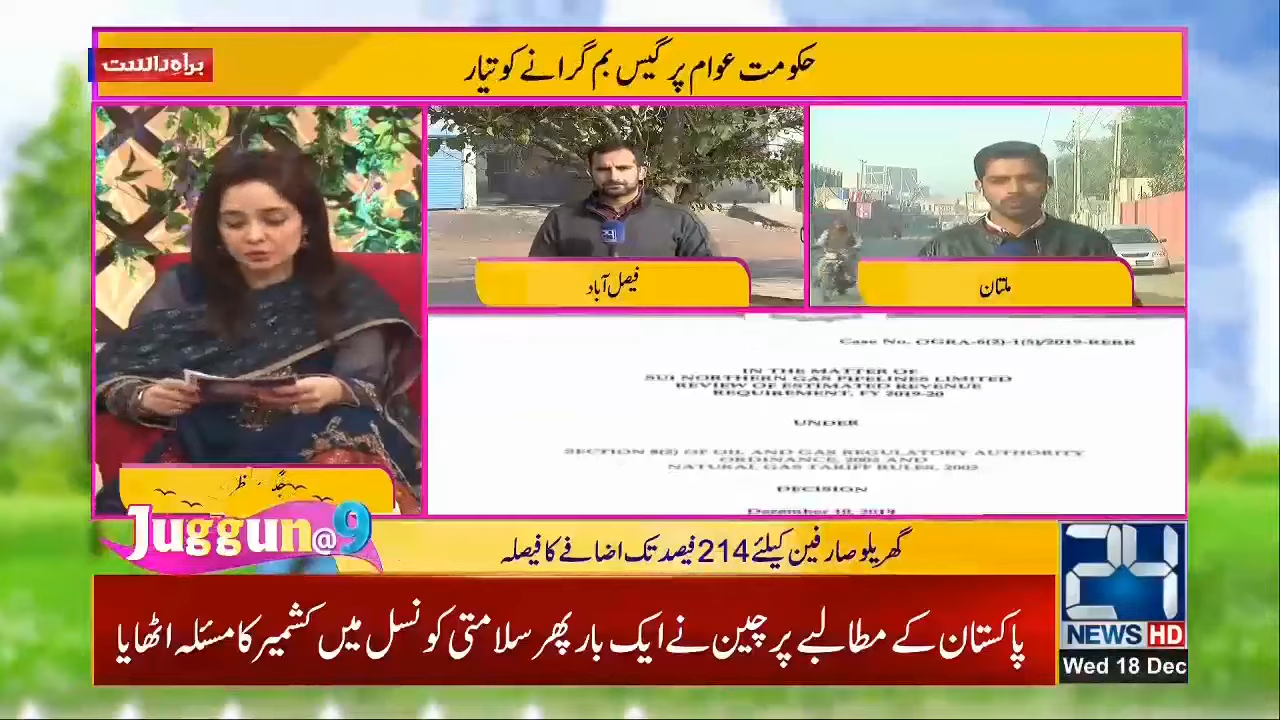 حکومت عوام پر گیس بم گرانے کو تیار
براہِ راست
فیصل آباد
ملتان
Case No. OGRA-6(2)-1(5)/2019-RERR
IN THE MATTER OF
SUI NORTHERN GAS PIPELINES LIMITED
REVIEW OF ESTIMATED REVENUE
REQUIREMENT, FY 2019-20
UNDER
SECTION 8(2) OF OIL AND GAS REGULATORY AUTHORITY
ORDINANCE, 2002 AND
NATURAL GAS TARIFF RULES, 2002
DECISION
December 10, 2019
Juggun@9
گھریلو صارفین کیلئے 214 فیصد تک اضافے کا فیصلہ
پاکستان کے مطالبے پر چین نے ایک بار پھر سلامتی کونسل میں کشمیر کا مسئلہ اٹھایا
24
NEWS HD
Wed 18 Dec